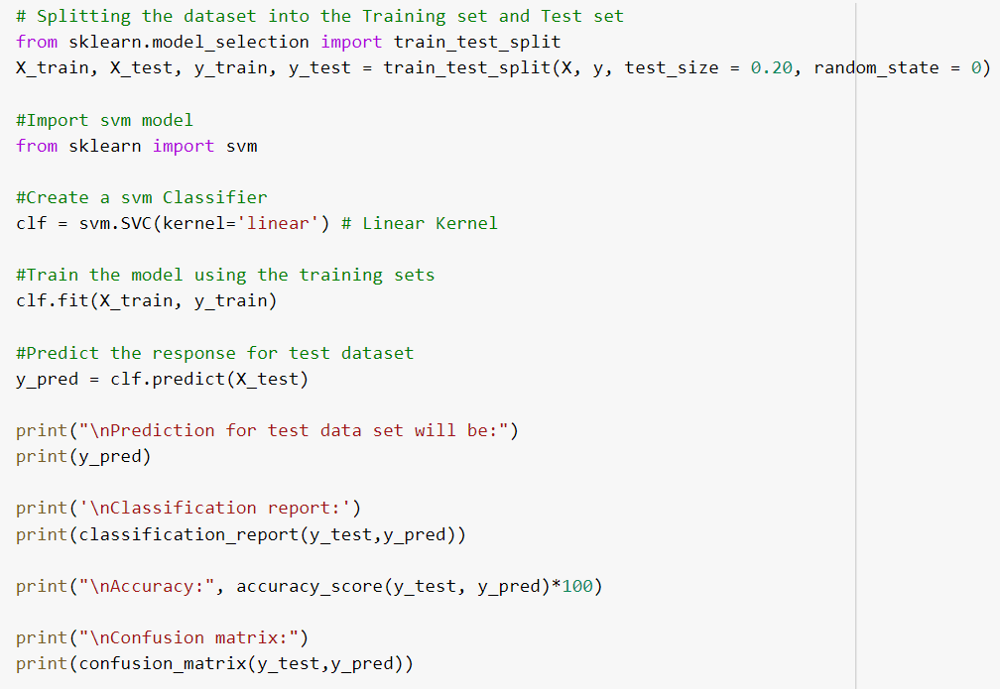 # Splitting the dataset into the Training set and Test set
from sklearn.model_selection import train_test_split
X_train, X_test, y_train, y_test = train_test_split(X, y, test_size = 0.20, random_state = 0)
#Import svm model
from sklearn import svm
#Create a svm Classifier
clf = svm.SVC(kernel='linear') # Linear Kernel
#Train the model using the training sets
clf.fit(X_train, y_train)
#Predict the response for test dataset
y_pred = clf.predict(X_test)
print("\nPrediction for test data set will be:")
print(y_pred)
print('\nClassification report:')
print(classification_report(y_test,y_pred))
print("\nAccuracy:", accuracy_score(y_test, y_pred)*100)
print("\nConfusion matrix:")
print(confusion_matrix(y_test,y_pred))